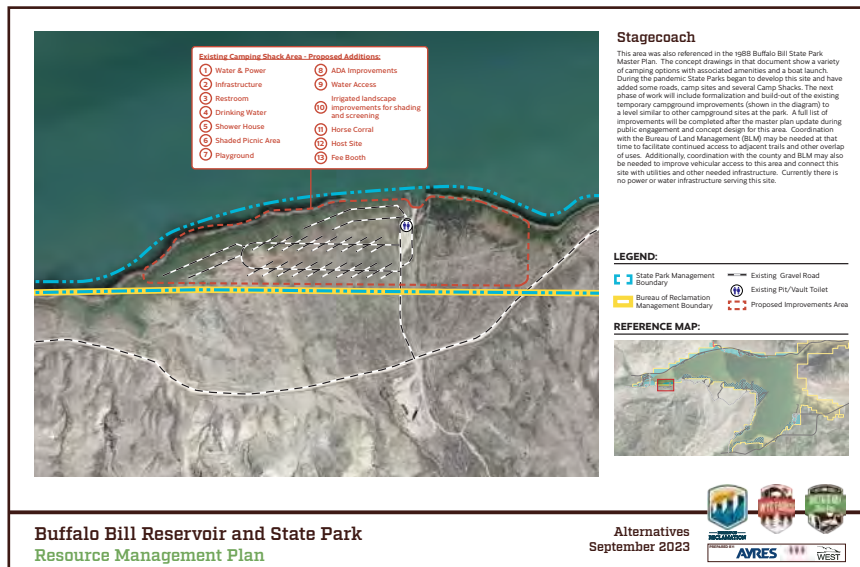 Existing Camping Shack Area - Proposed Additions:
1 Water & Power
2 Infrastructure
3 Restroom
4 Drinking Water
5 Shower House
6 Shaded Picnic Area
7 Playground
8 ADA Improvements
9 Water Access
10 Irrigated landscape
improvements for shading
and screening
11 Horse Corral
12 Host Site
13 Fee Booth
Stagecoach
This area was also referenced in the 1988 Buffalo Bill State Park
Master Plan. The concept drawings in that document show a variety
of camping options with associated amenities and a boat launch.
During the pandemic State Parks began to develop this site and have
added some roads, camp sites and several Camp Shacks. The next
phase of work will include formalization and build-out of the existing
temporary campground improvements (shown in the diagram) to
a level similar to other campground sites at the park. A full list of
improvements will be completed after the master plan update during
public engagement and concept design for this area. Coordination
with the Bureau of Land Management (BLM) may be needed at that
time to facilitate continued access to adjacent trails and other overlap
of uses. Additionally, coordination with the county and BLM may also
be needed to improve vehicular access to this area and connect this
site with utilities and other needed infrastructure. Currently there is
no power or water infrastructure serving this site.
LEGEND:
State Park Management
Boundary
Bureau of Reclamation
Management Boundary
Existing Gravel Road
Existing Pit/Vault Toilet
Proposed Improvements Area
REFERENCE MAP:
Buffalo Bill Reservoir and State Park
Resource Management Plan
Alternatives
September 2023
RECLAMATION
PREPARED BY:
AYRES
WEST